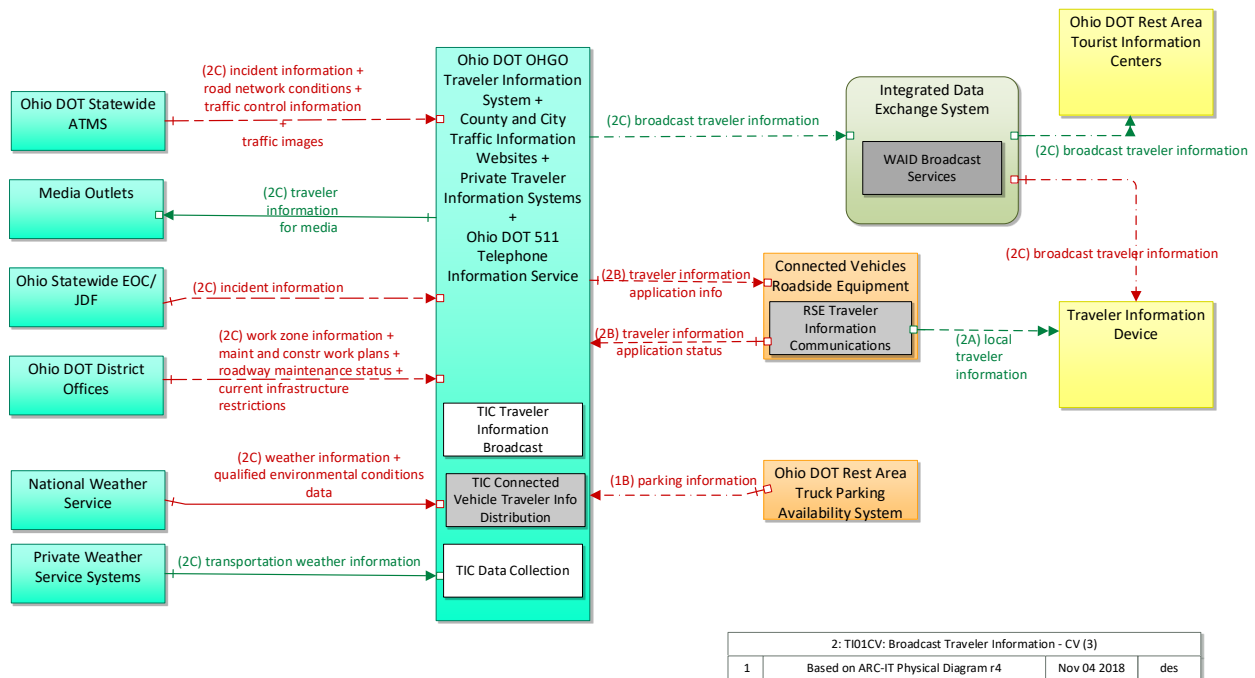 Ohio DOT Statewide
ATMS
(2C) incident information +
road network conditions +
traffic control information
+
traffic images
Media Outlets
(2C) traveler
information
for media
Ohio Statewide EOC/
JDF
(2C) incident information
Ohio DOT District
Offices
(2C) work zone information +
maint and constr work plans +
roadway maintenance status +
current infrastructure
restrictions
National Weather
Service
(2C) weather information +
qualified environmental conditions
data
Private Weather
Service Systems
(2C) transportation weather information
Ohio DOT OHGO
Traveler Information
System +
County and City
Traffic Information
Websites +
Private Traveler
Information Systems
+
Ohio DOT 511
Telephone
Information Service
TIC Traveler
Information
Broadcast
TIC Connected
Vehicle Traveler Info
Distribution
TIC Data Collection
(2C) broadcast traveler information
Integrated Data
Exchange System
WAID Broadcast
Services
(2C) broadcast traveler information
Ohio DOT Rest Area
Tourist Information
Centers
(2C) broadcast traveler information
(2B) traveler information
application info
(2B) traveler information
application status
Connected Vehicles
Roadside Equipment
RSE Traveler
Information
Communications
(2A) local
traveler
information
Traveler Information
Device
(1B) parking information
Ohio DOT Rest Area
Truck Parking
Availability System
2: TI01CV: Broadcast Traveler Information - CV (3)
1 Based on ARC-IT Physical Diagram r4 Nov 04 2018 des